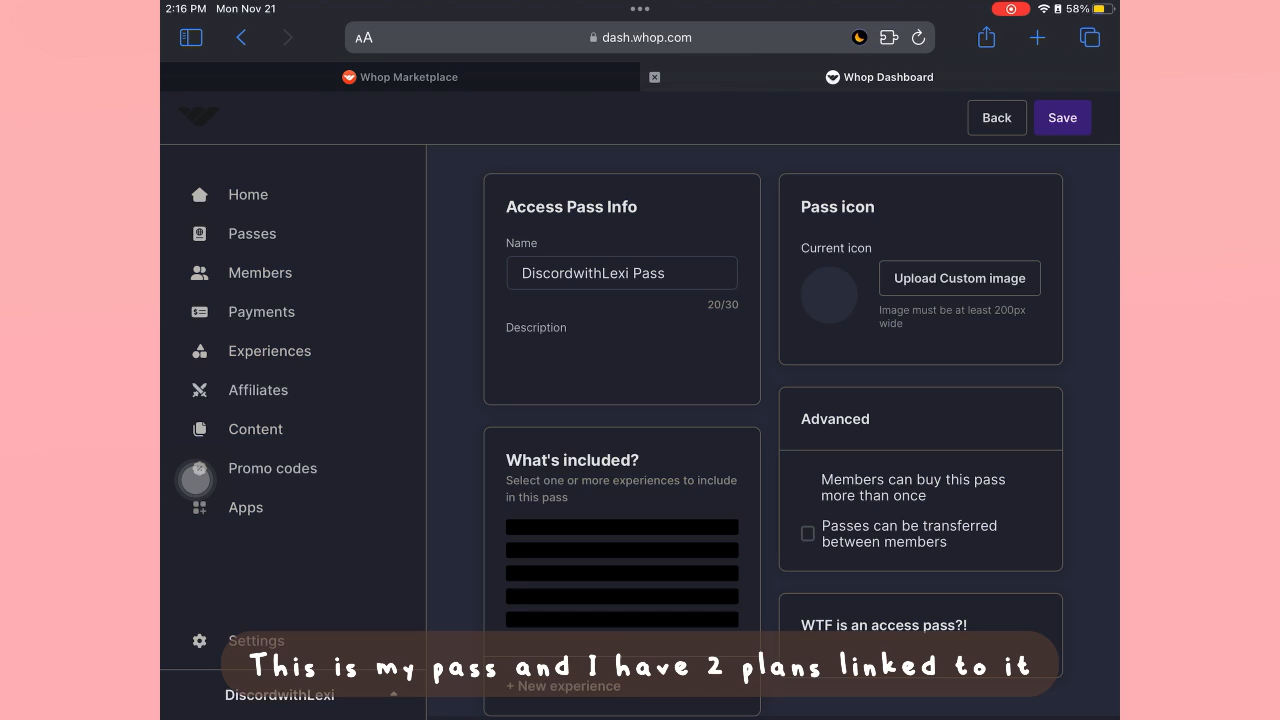 2:16 PM Mon Nov 21
58%
AA
dash.whop.com
Whop Marketplace
Whop Dashboard
Back
Save
Home
Passes
Members
Payments
Experiences
Affiliates
Content
Promo codes
Apps
Settings
DiscordwithLexi
Access Pass Info
Name
DiscordwithLexi Pass
20/30
Description
What's included?
Select one or more experiences to include
in this pass
+ New experience
Pass icon
Current icon
Upload Custom image
Image must be at least 200px
wide
Advanced
Members can buy this pass
more than once
Passes can be transferred
between members
WTF is an access pass?!
This is my pass and I have 2 plans linked to it